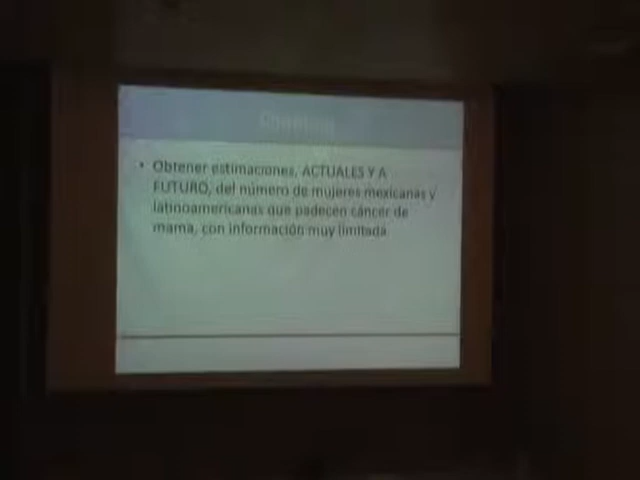 • Obtener estimaciones, ACTUALES Y A
FUTURO, del número de mujeres mexicanas y
latinoamericanas que padecen cáncer de
mama, con información muy limitada